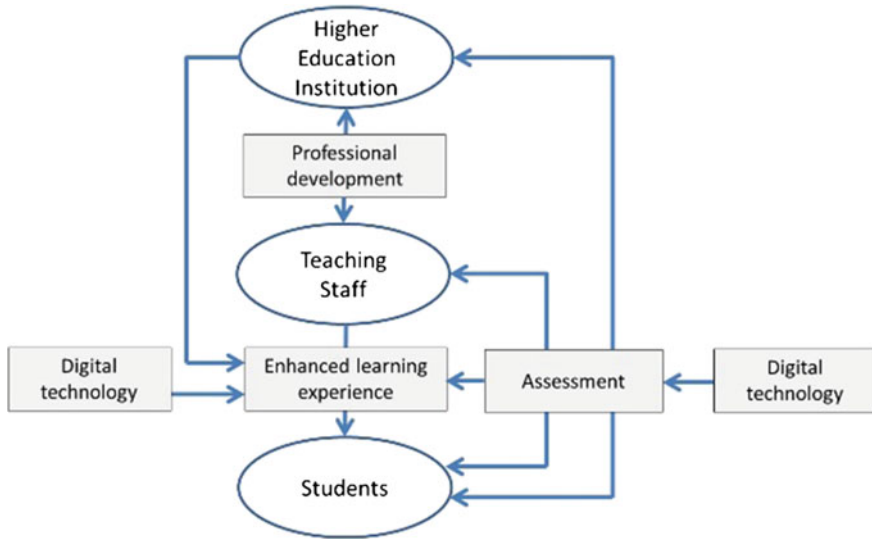 Higher
Education
Institution
Professional
development
Teaching
Staff
Digital
technology
Enhanced learning
experience
Assessment
Digital
technology
Students